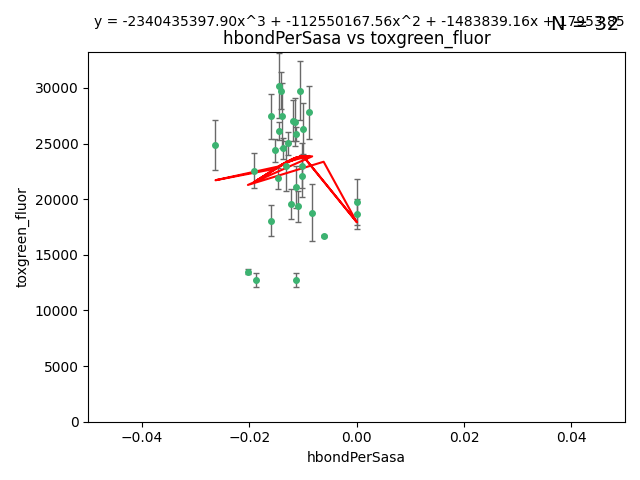 y = -2340435397.90x^3 + -112550167.56x^2 + -1483839.16x + 17953.85
N = 32
hbondPerSasa vs toxgreen_fluor
toxgreen_fluor
30000
25000
20000
15000
10000
5000
0
−0.04
−0.02
0.00
0.02
0.04
hbondPerSasa